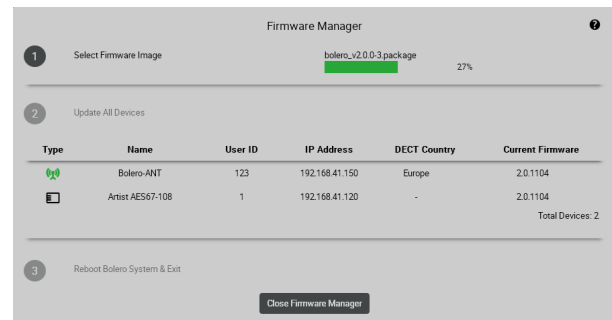 Firmware Manager
?
1
Select Firmware Image
bolero_v2.0.0-3.package
27%
2
Update All Devices
Type Name User ID IP Address DECT Country Current Firmware
Bolero-ANT 123 192.168.41.150 Europe 2.0.1104
Artist AES67-108 1 192.168.41.120 - 2.0.1104
Total Devices: 2
3
Reboot Bolero System & Exit
Close Firmware Manager